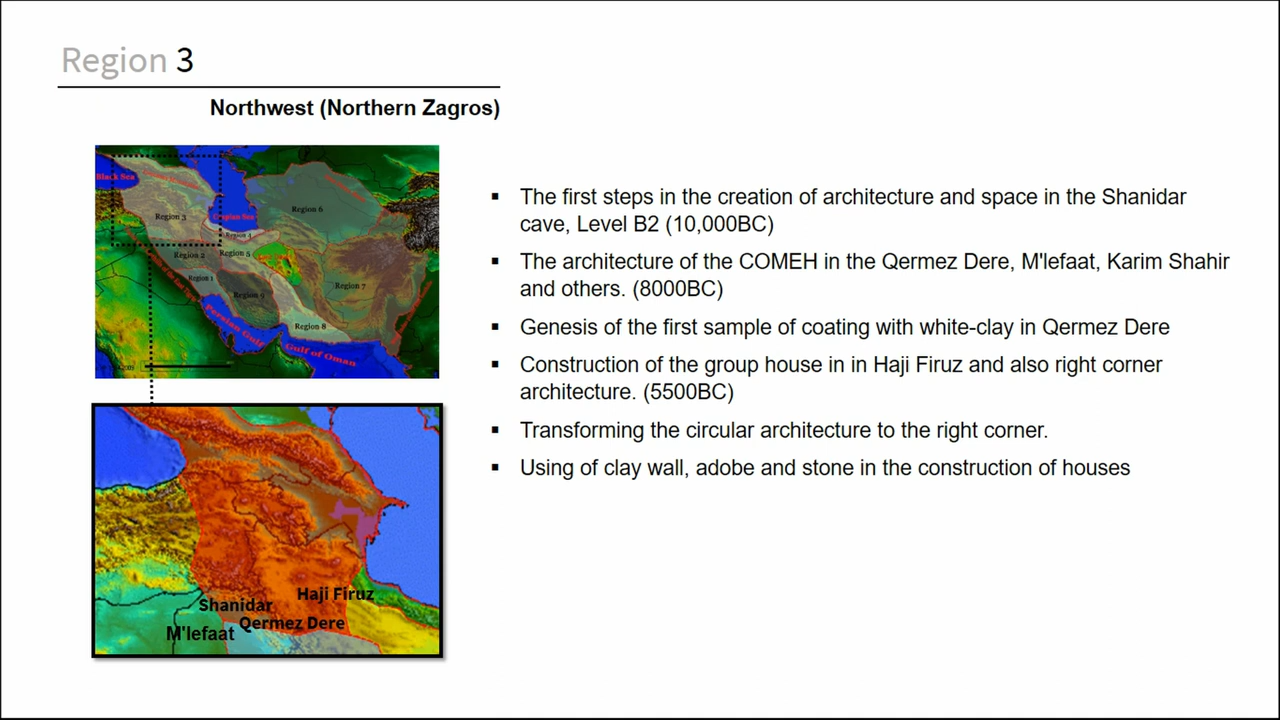 Region 3
Northwest (Northern Zagros)
Black Sea
Caspian Sea
Region 3
Region 6
Region 4
Region 2
Region 5
Region 1
Region 9
Region 7
Region 8
Persian Gulf
Gulf of Oman
Haji Firuz
Shanidar
Qermez Dere
M'lefaat
▪ The first steps in the creation of architecture and space in the Shanidar
cave, Level B2 (10,000BC)
▪ The architecture of the COMEH in the Qermez Dere, M'lefaat, Karim Shahir
and others. (8000BC)
▪ Genesis of the first sample of coating with white-clay in Qermez Dere
▪ Construction of the group house in in Haji Firuz and also right corner
architecture. (5500BC)
▪ Transforming the circular architecture to the right corner.
▪ Using of clay wall, adobe and stone in the construction of houses